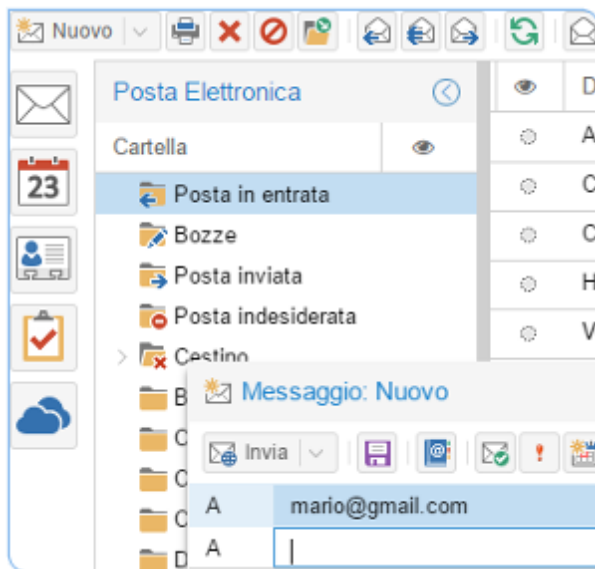 Nuovo
Posta Elettronica
D
Cartella
A
23
Posta in entrata
C
Bozze
C
Posta inviata
H
Posta indesiderata
V
Cestino
B
Messaggio: Nuovo
C
Invia
C
A mario@gmail.com
C
A
D